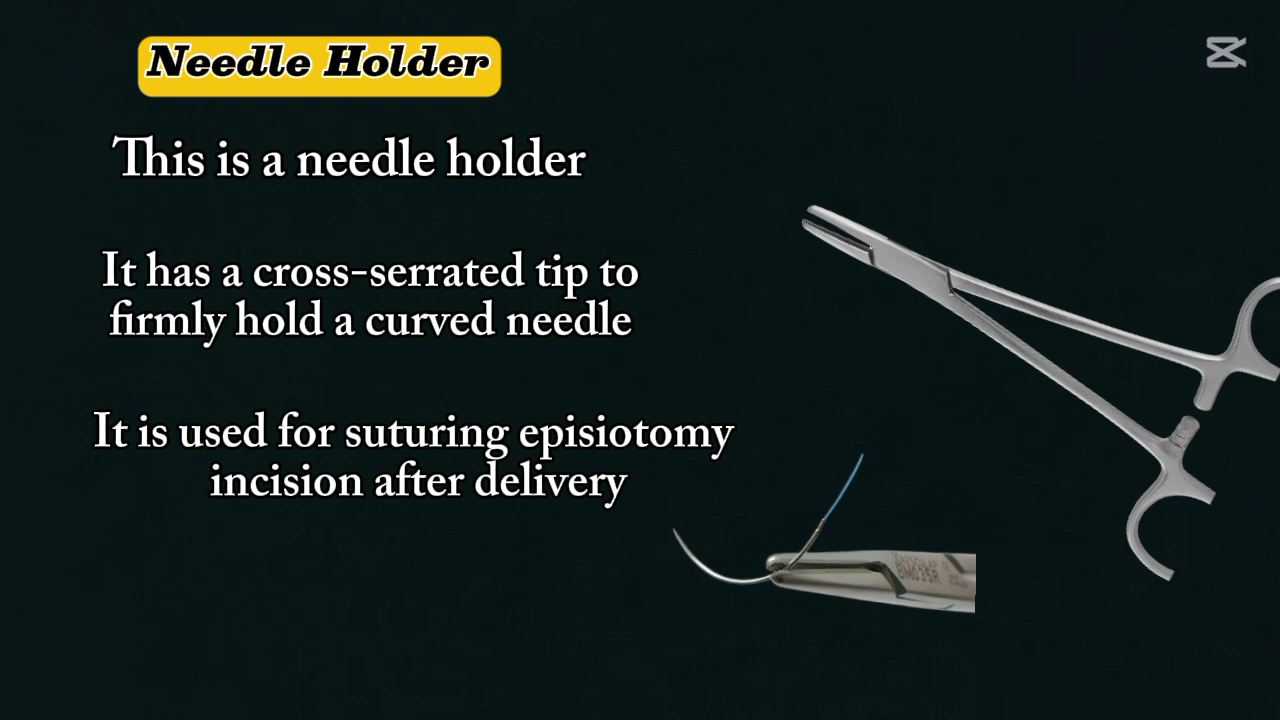 Needle Holder
This is a needle holder
It has a cross-serrated tip to
firmly hold a curved needle
It is used for suturing episiotomy
incision after delivery
BM035R